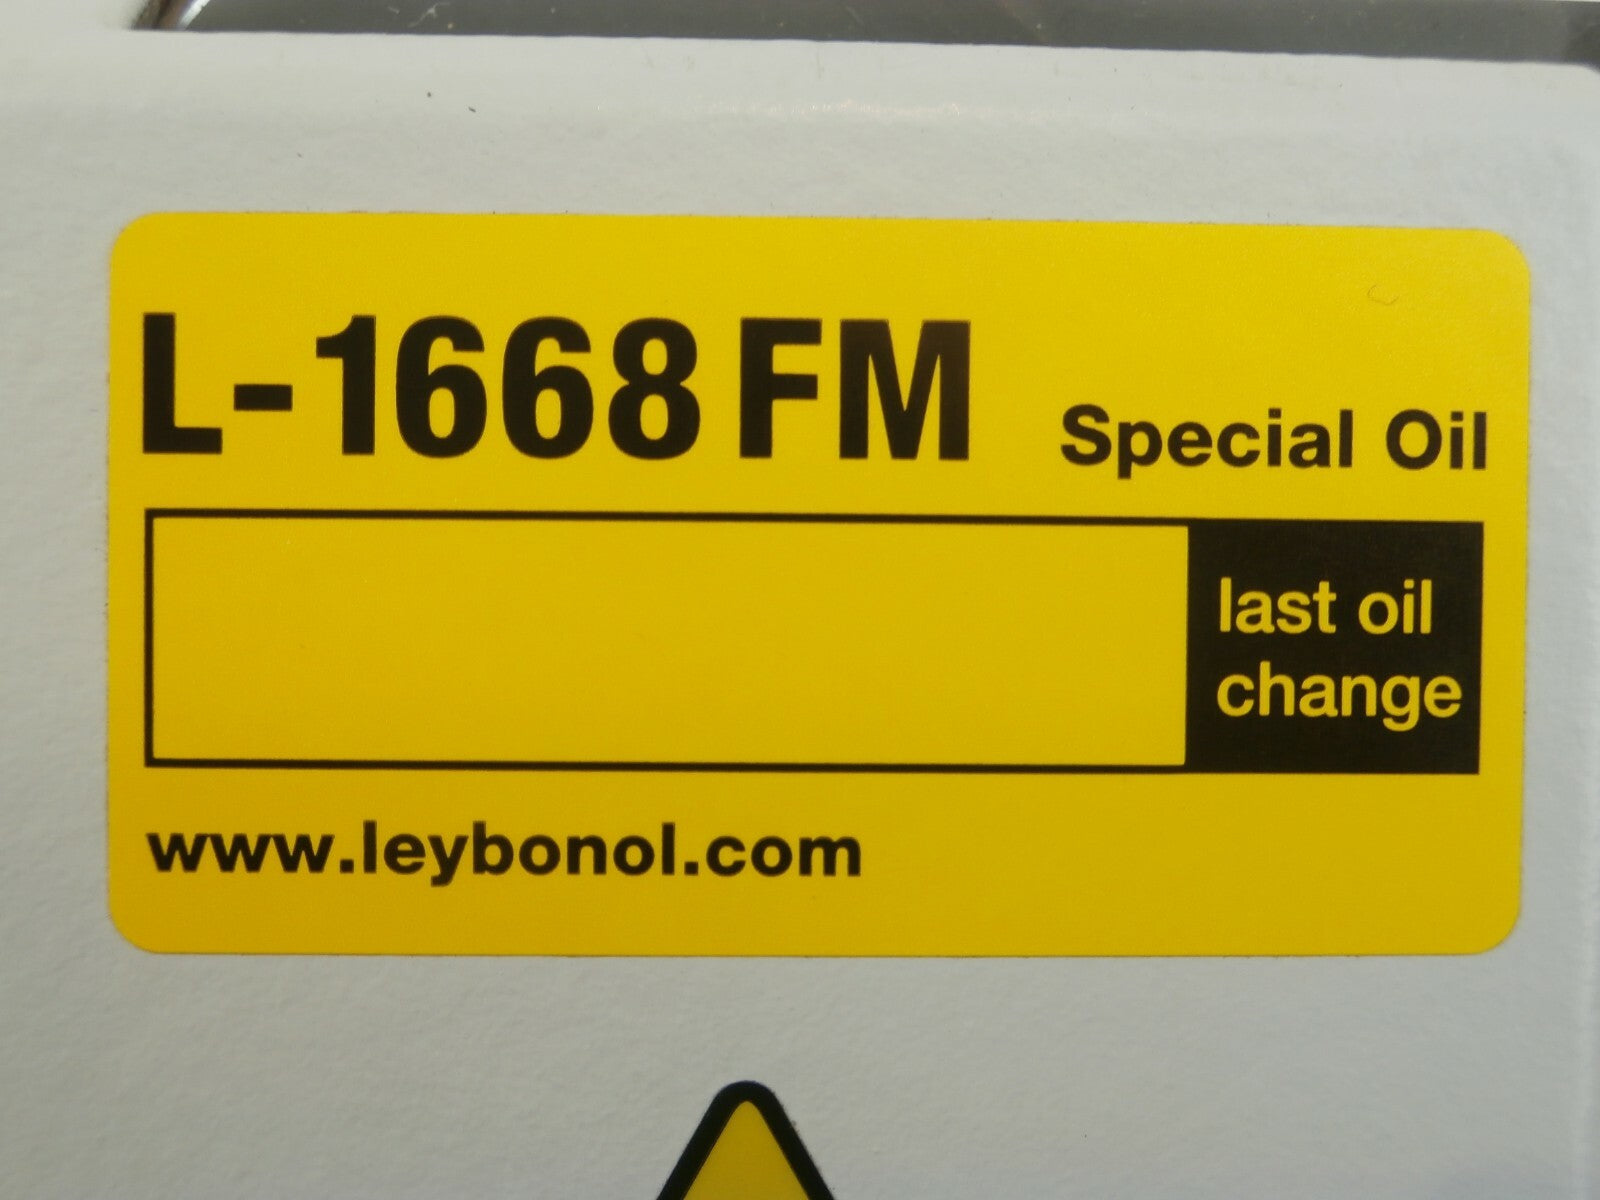 L-1668 FM Special Oil
last oil
change
www.leybonol.com